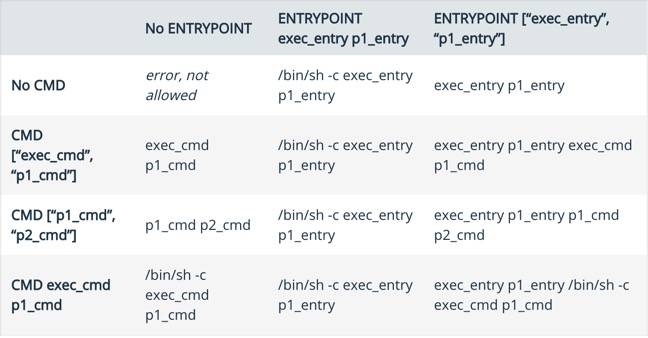 No ENTRYPOINT
ENTRYPOINT
exec_entry p1_entry
ENTRYPOINT [“exec_entry”,
“p1_entry”]
No CMD
error, not
allowed
/bin/sh -c exec_entry
p1_entry
exec_entry p1_entry
CMD
[“exec_cmd”,
“p1_cmd”]
exec_cmd
p1_cmd
/bin/sh -c exec_entry
p1_entry
exec_entry p1_entry exec_cmd
p1_cmd
CMD [“p1_cmd”,
“p2_cmd”]
p1_cmd p2_cmd
/bin/sh -c exec_entry
p1_entry
exec_entry p1_entry p1_cmd
p2_cmd
CMD exec_cmd
p1_cmd
/bin/sh -c
exec_cmd
p1_cmd
/bin/sh -c exec_entry
p1_entry
exec_entry p1_entry /bin/sh -c
exec_cmd p1_cmd